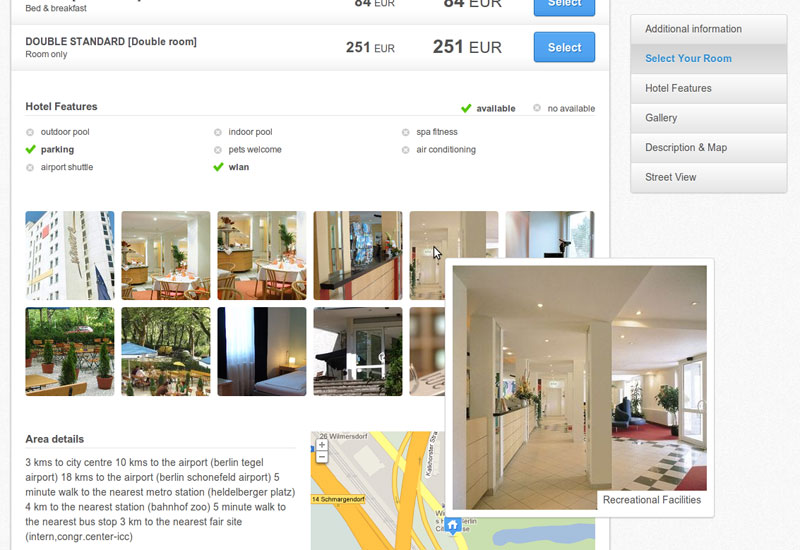 Bed & breakfast
84 EUR
84 EUR
Select
DOUBLE STANDARD [Double room]
Room only
251 EUR
251 EUR
Select
Additional information
Select Your Room
Hotel Features
Gallery
Description & Map
Street View
Hotel Features
available
no available
outdoor pool
indoor pool
spa fitness
parking
pets welcome
air conditioning
airport shuttle
wlan
Recreational Facilities
Area details
3 kms to city centre 10 kms to the airport (berlin tegel
airport) 18 kms to the airport (berlin schonefeld airport) 5
minute walk to the nearest metro station (heldelberger platz)
4 km to the nearest station (bahnhof zoo) 5 minute walk to
the nearest bus stop 3 km to the nearest fair site
(intern,congr.center-icc)
26 Wilmersdorf
14 Schmargendorf